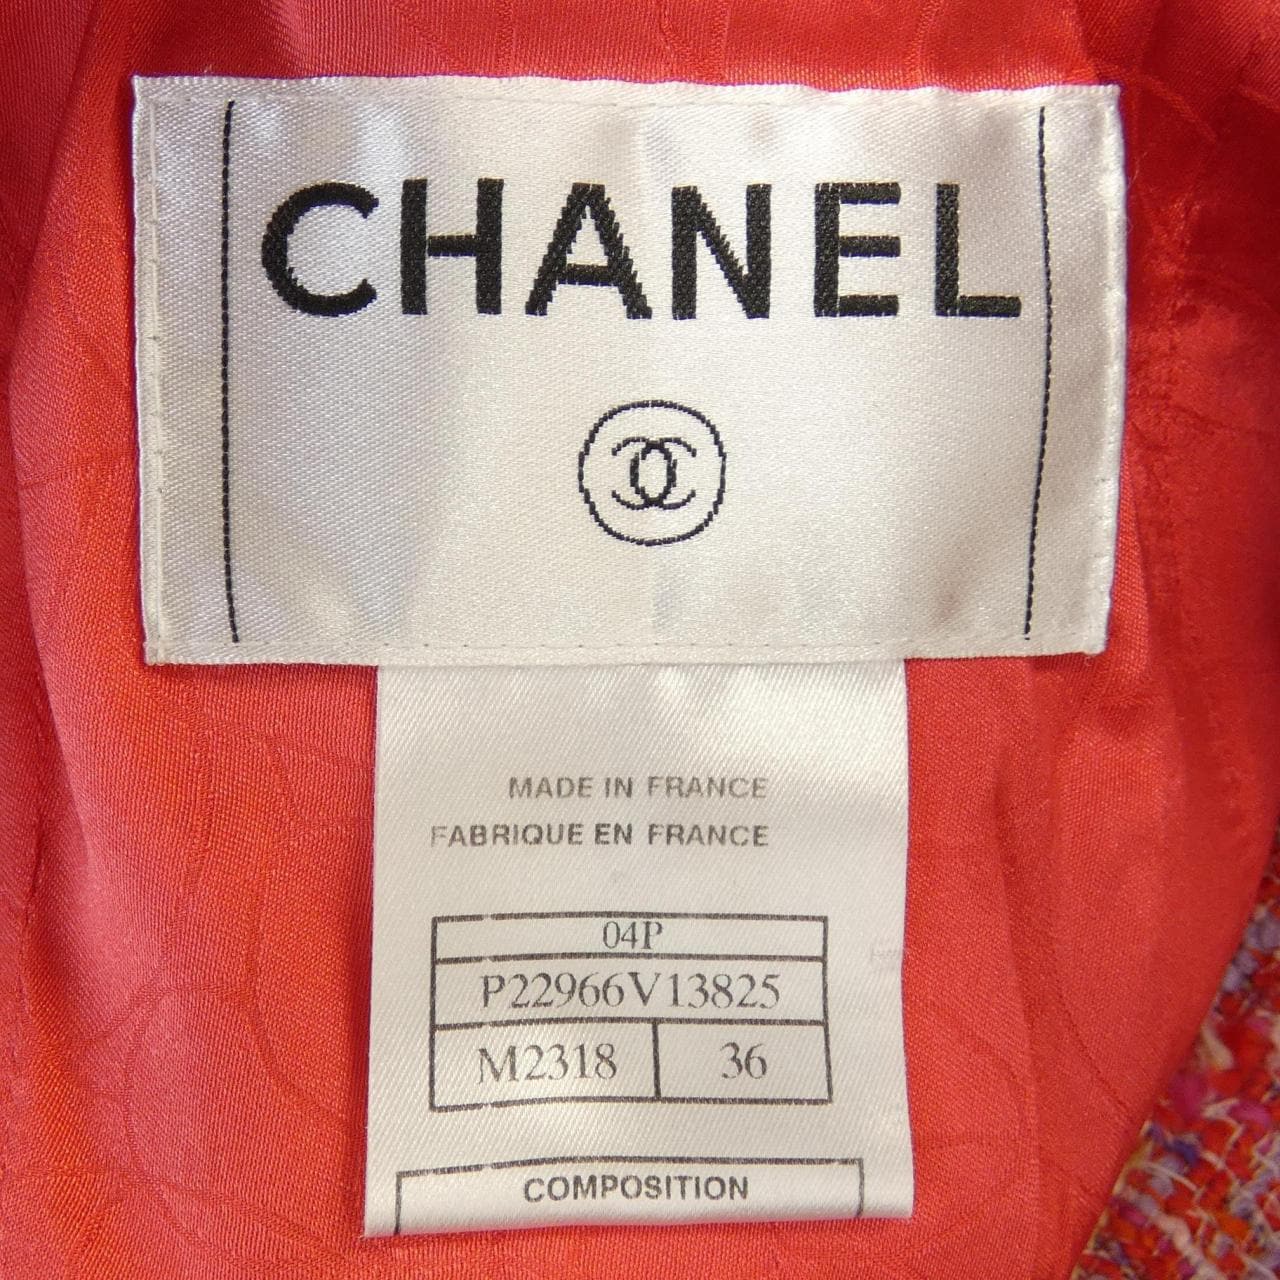 CHANEL
MADE IN FRANCE
FABRIQUE EN FRANCE
04P
P22966V13825
M2318 36
COMPOSITION